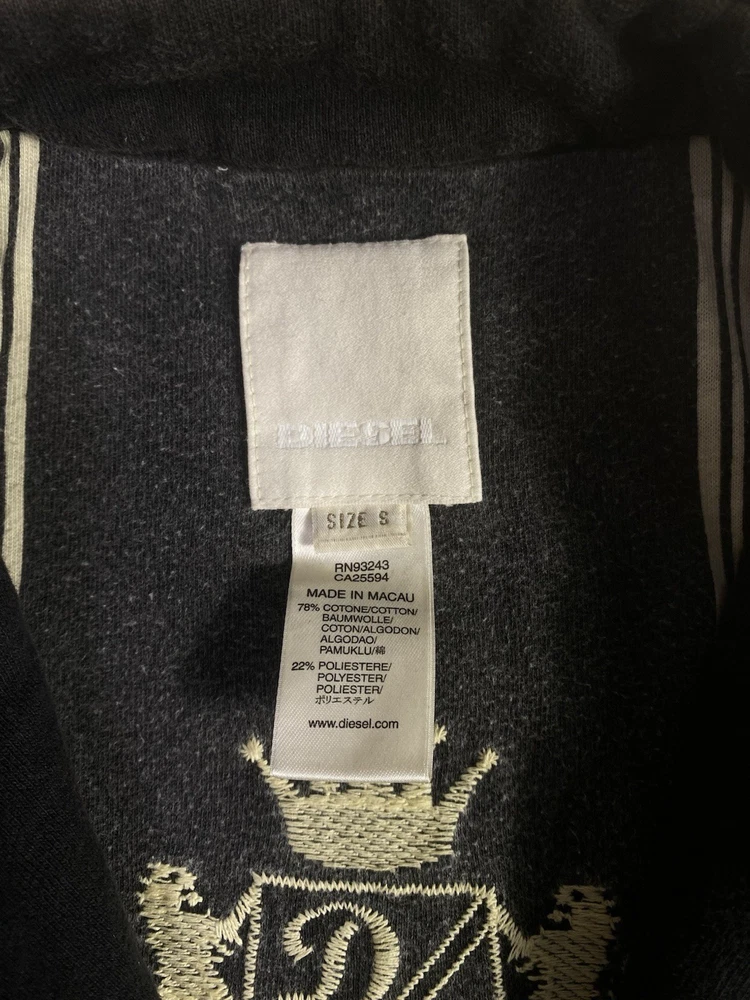 DIESEL
SIZE S
RN93243
CA25594
MADE IN MACAU
78% COTONE/COTTON/
BAUMWOLLE/
COTON/ALGODON/
ALGODAO/
PAMUKLU/綿
22% POLIESTERE/
POLYESTER/
POLIESTER/
ポリエステル
www.diesel.com
D